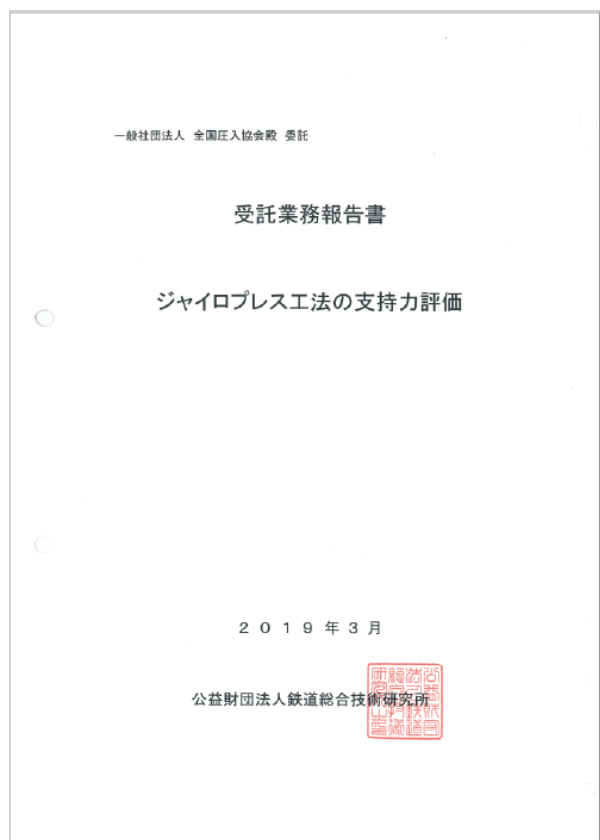 一般社団法人 全国圧入協会殿 委託
受託業務報告書
ジャイロプレス工法の支持力評価
２０１９年３月
公益財団法人鉄道総合技術研究所